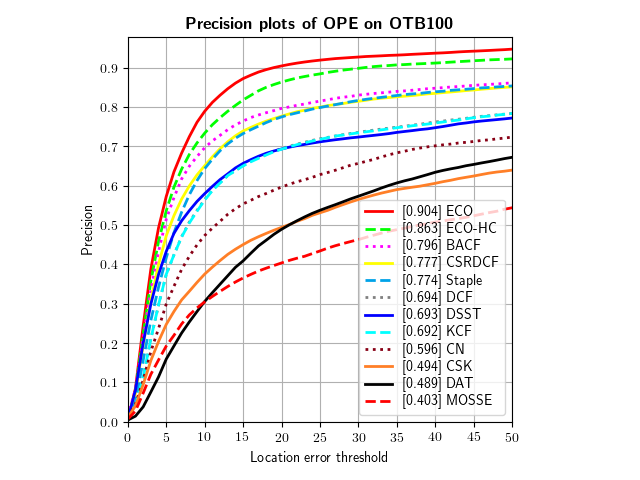 Precision plots of OPE on OTB100
Precision
0.9
0.8
0.7
0.6
0.5
0.4
0.3
0.2
0.1
0.0
0 5 10 15 20 25 30 35 40 45 50
Location error threshold
[0.904] ECO
[0.863] ECO-HC
[0.796] BACF
[0.777] CSRDCF
[0.774] Staple
[0.694] DCF
[0.693] DSST
[0.692] KCF
[0.596] CN
[0.494] CSK
[0.489] DAT
[0.403] MOSSE